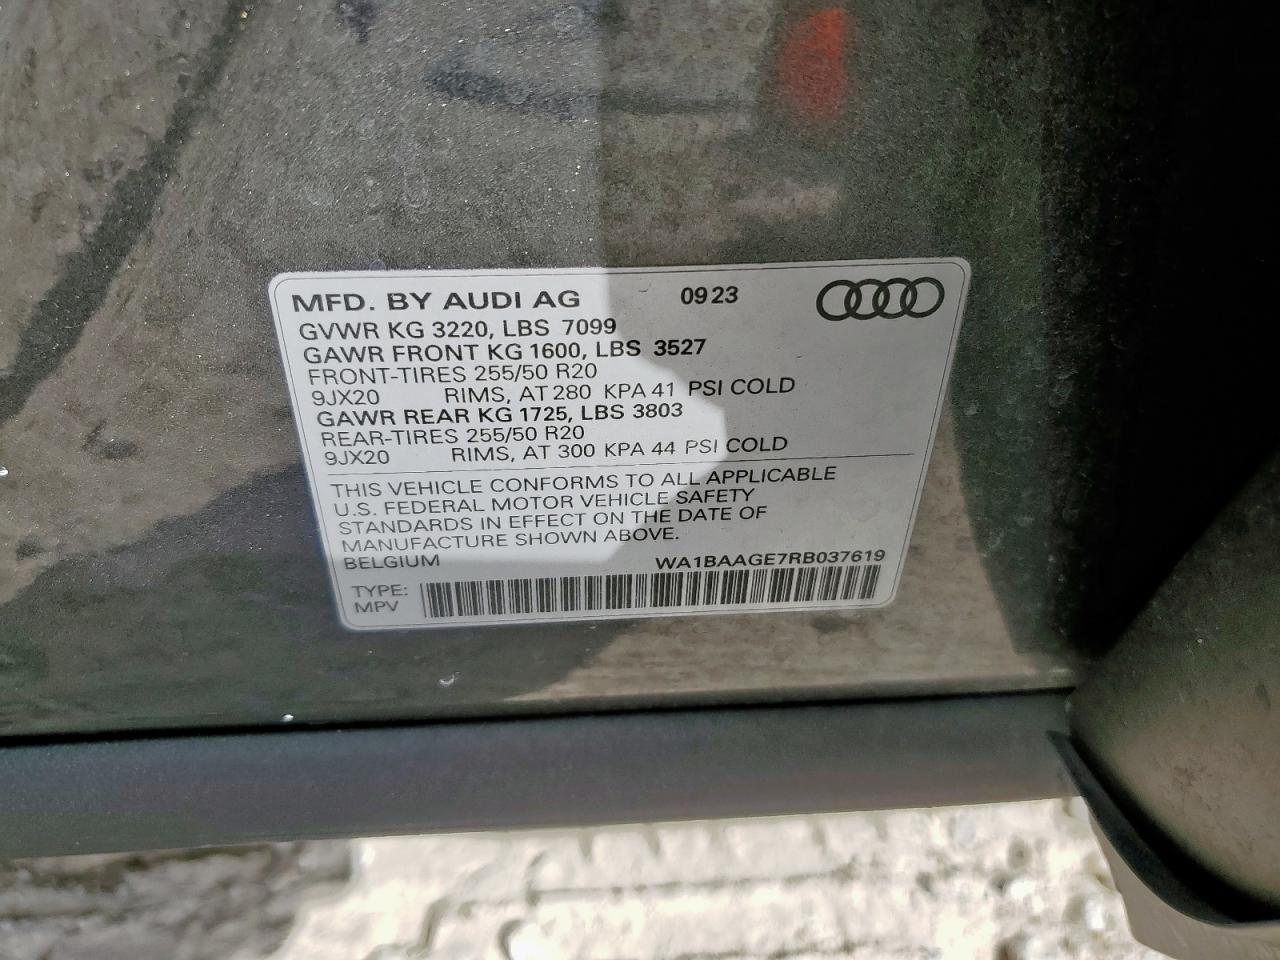 MFD. BY AUDI AG 0923
GVWR KG 3220, LBS 7099
GAWR FRONT KG 1600, LBS 3527
FRONT-TIRES 255/50 R20
9JX20 RIMS, AT 280 KPA 41 PSI COLD
GAWR REAR KG 1725, LBS 3803
REAR-TIRES 255/50 R20
9JX20 RIMS, AT 300 KPA 44 PSI COLD
THIS VEHICLE CONFORMS TO ALL APPLICABLE
U.S. FEDERAL MOTOR VEHICLE SAFETY
STANDARDS IN EFFECT ON THE DATE OF
MANUFACTURE SHOWN ABOVE.
BELGIUM WA1BAAGE7RB037619
TYPE:
MPV